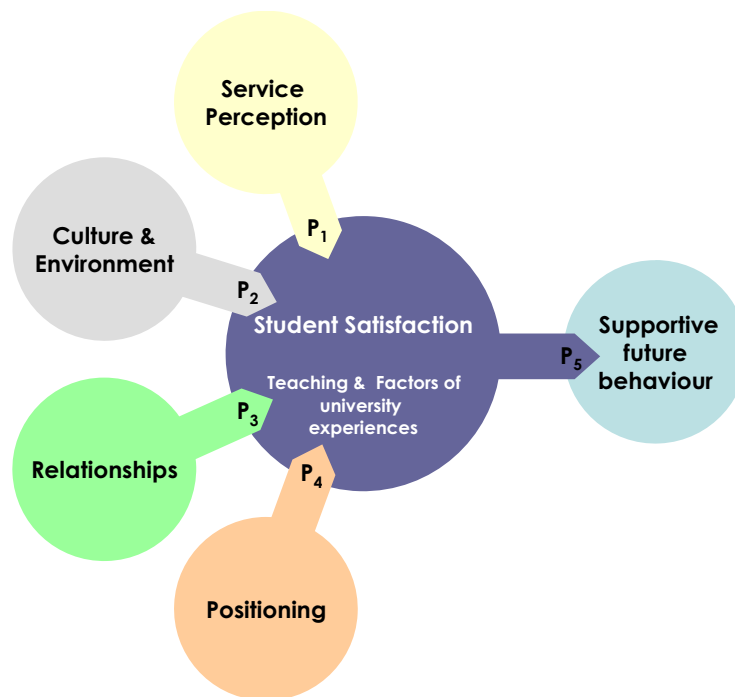 Service
Perception
P₁
Culture &
Environment
P₂
Student Satisfaction
Teaching & Factors of
university
experiences
Supportive
future
behaviour
P₅
P₃
Relationships
P₄
Positioning